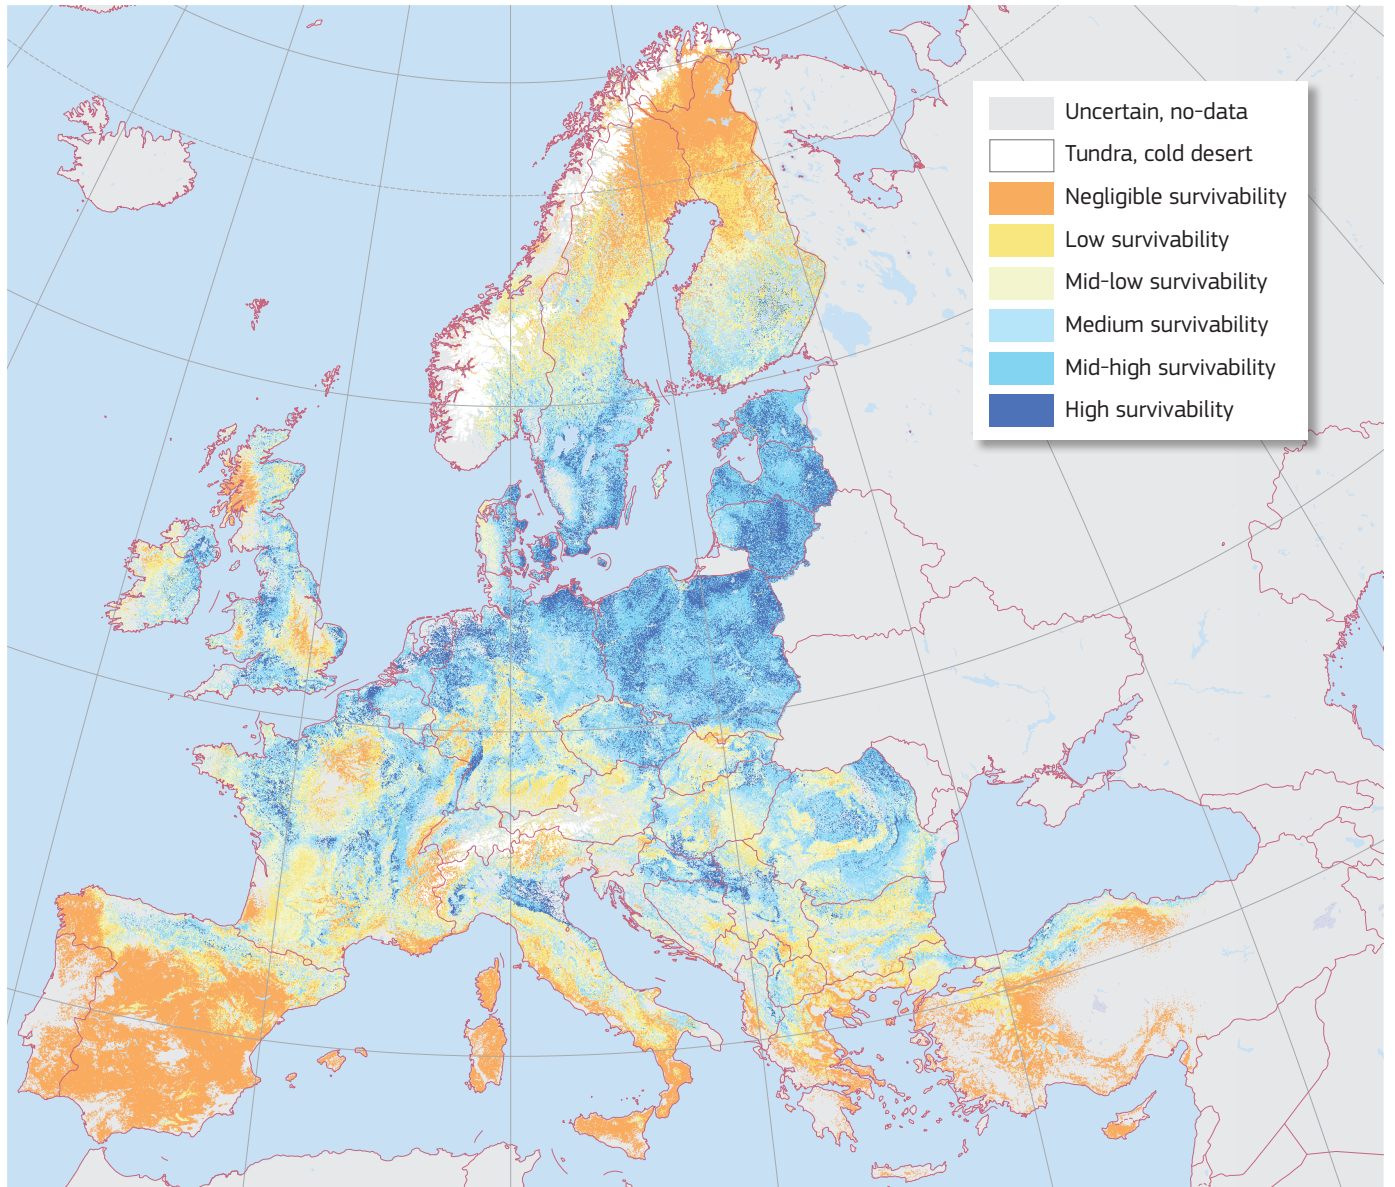 Uncertain, no-data
Tundra, cold desert
Negligible survivability
Low survivability
Mid-low survivability
Medium survivability
Mid-high survivability
High survivability